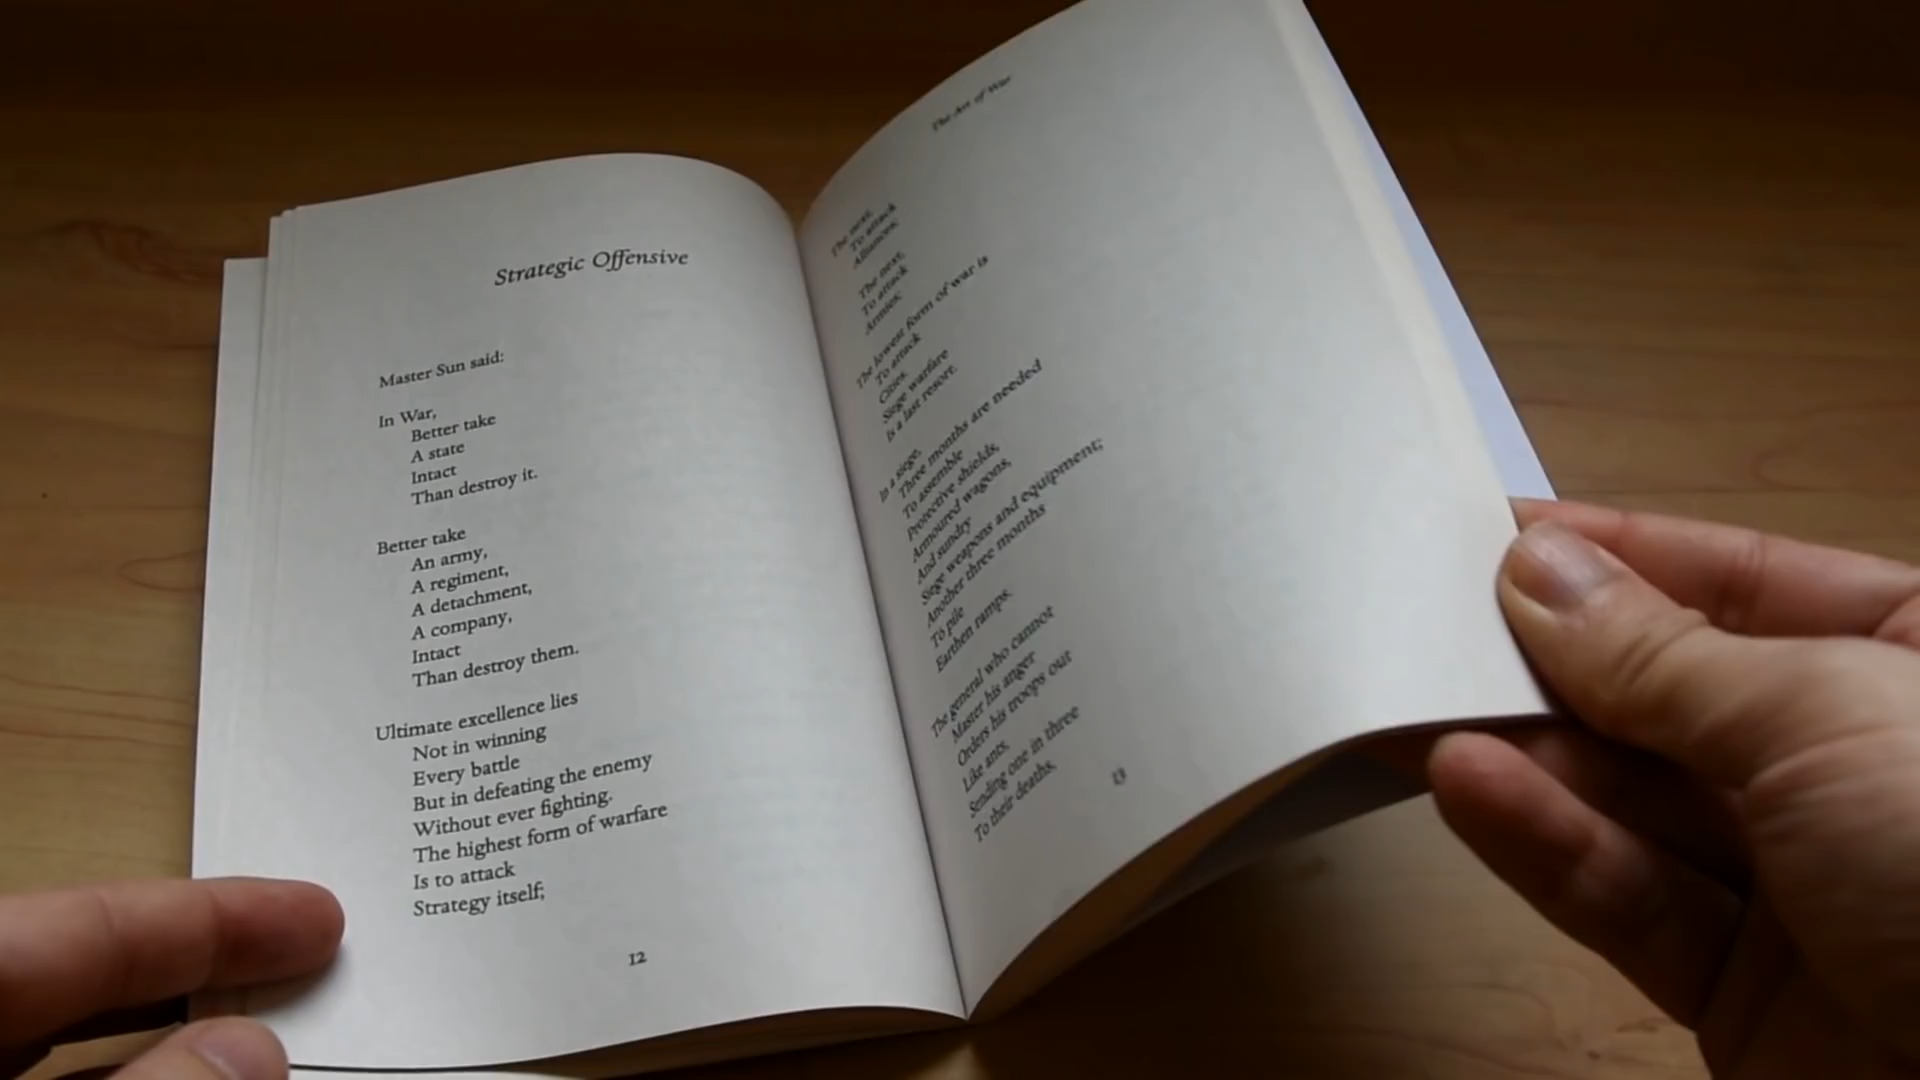 Strategic Offensive
Master Sun said:
In War,
Better take
A state
Intact
Than destroy it.
Better take
An army,
A regiment,
A detachment,
A company,
Intact
Than destroy them.
Ultimate excellence lies
Not in winning
Every battle
But in defeating the enemy
Without ever fighting.
The highest form of warfare
Is to attack
Strategy itself;
12
The Art of War
The next,
To attack
Alliances;
The next,
To attack
Armies;
The lowest form of war is
To attack
Cities.
Siege warfare
Is a last resort.
In a siege,
Three months are needed
To assemble
Protective shields,
Armoured wagons,
And sundry
Siege weapons and equipment;
Another three months
To pile
Earthen ramps.
The general who cannot
Master his anger
Orders his troops out
Like ants,
Sending one in three
To their deaths,
13